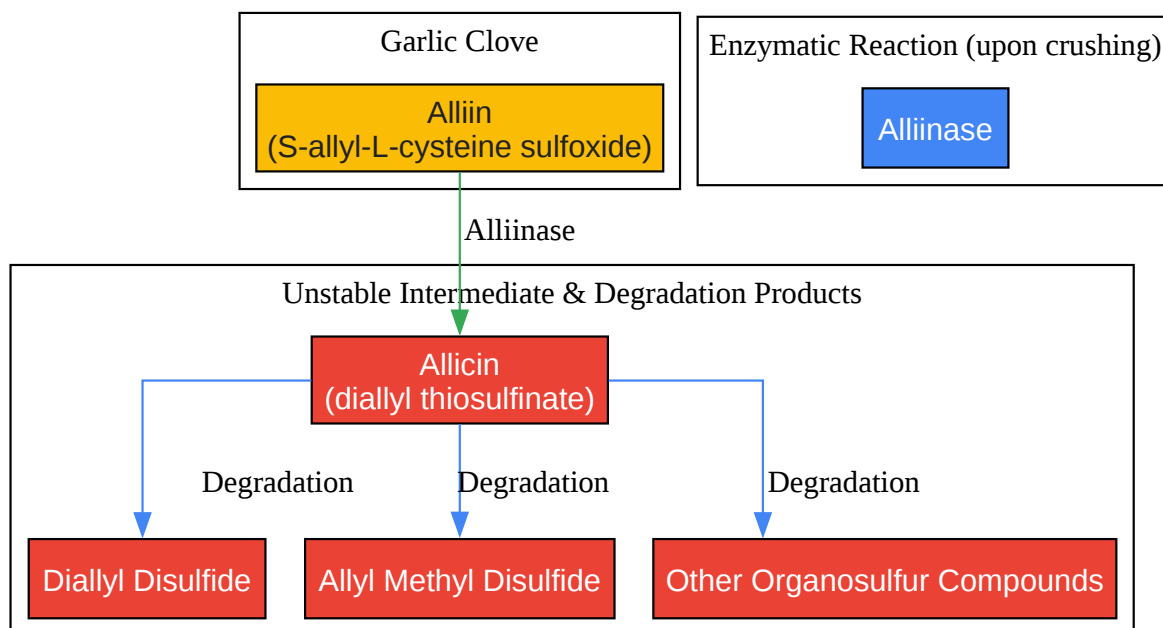 Garlic Clove
Alliin
(S-allyl-L-cysteine sulfoxide)
Enzymatic Reaction (upon crushing)
Alliinase
Alliinase
Unstable Intermediate & Degradation Products
Allicin
(diallyl thiosulfinate)
Degradation
Degradation
Degradation
Diallyl Disulfide
Allyl Methyl Disulfide
Other Organosulfur Compounds